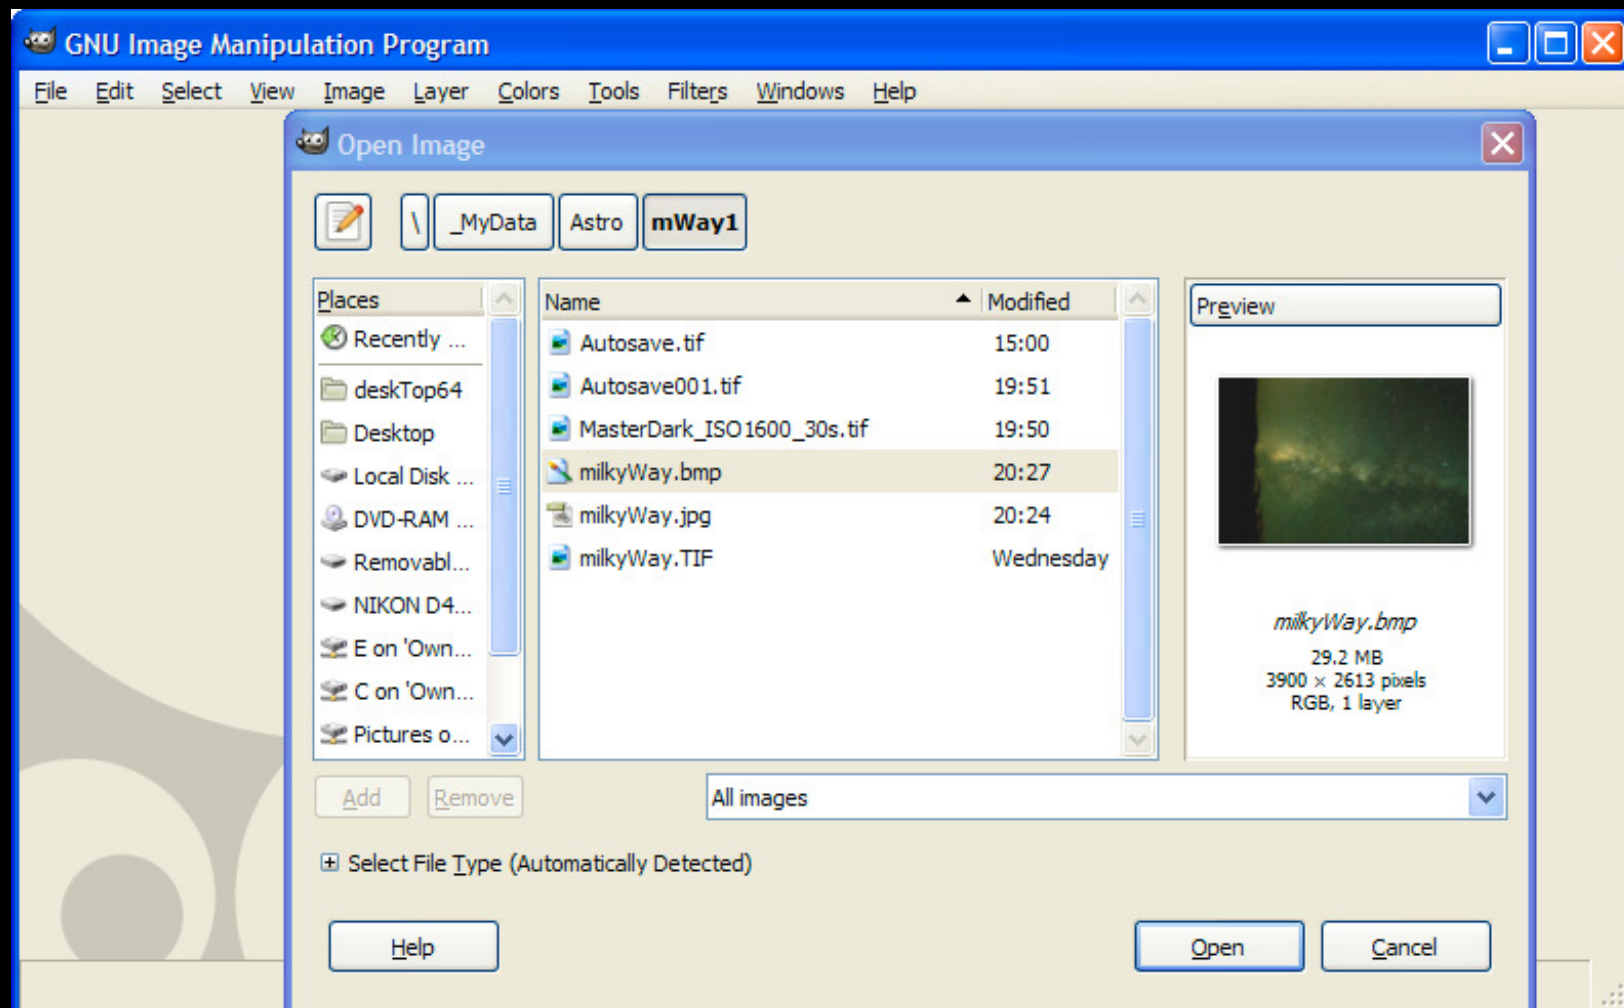 GNU Image Manipulation Program
File Edit Select View Image Layer Colors Tools Filters Windows Help
Open Image
\ _MyData Astro mWay1
Places
Recently ...
deskTop64
Desktop
Local Disk ...
DVD-RAM ...
Removabl...
NIKON D4...
E on 'Own...
C on 'Own...
Pictures o...
Name Modified
Autosave.tif 15:00
Autosave001.tif 19:51
MasterDark_ISO1600_30s.tif 19:50
milkyWay.bmp 20:27
milkyWay.jpg 20:24
milkyWay.TIF Wednesday
Preview
milkyWay.bmp
29.2 MB
3900 × 2613 pixels
RGB, 1 layer
Add Remove
All images
Select File Type (Automatically Detected)
Help Open Cancel